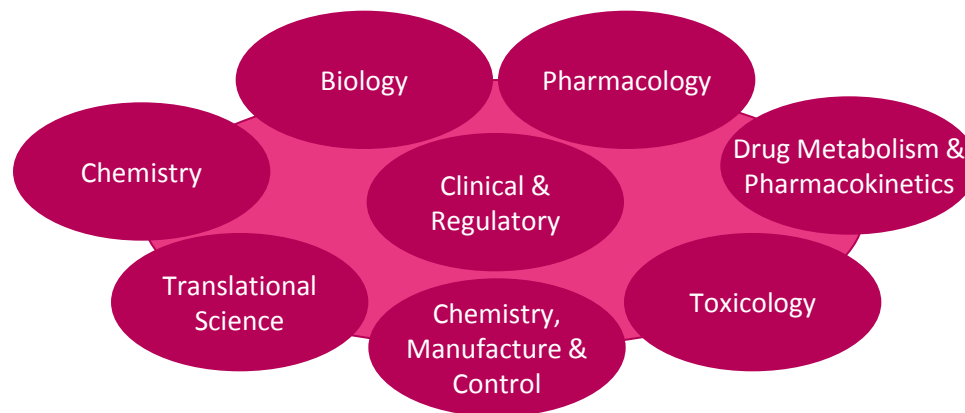 Biology
Pharmacology
Chemistry
Drug Metabolism &
Pharmacokinetics
Clinical &
Regulatory
Translational
Science
Chemistry,
Manufacture &
Control
Toxicology